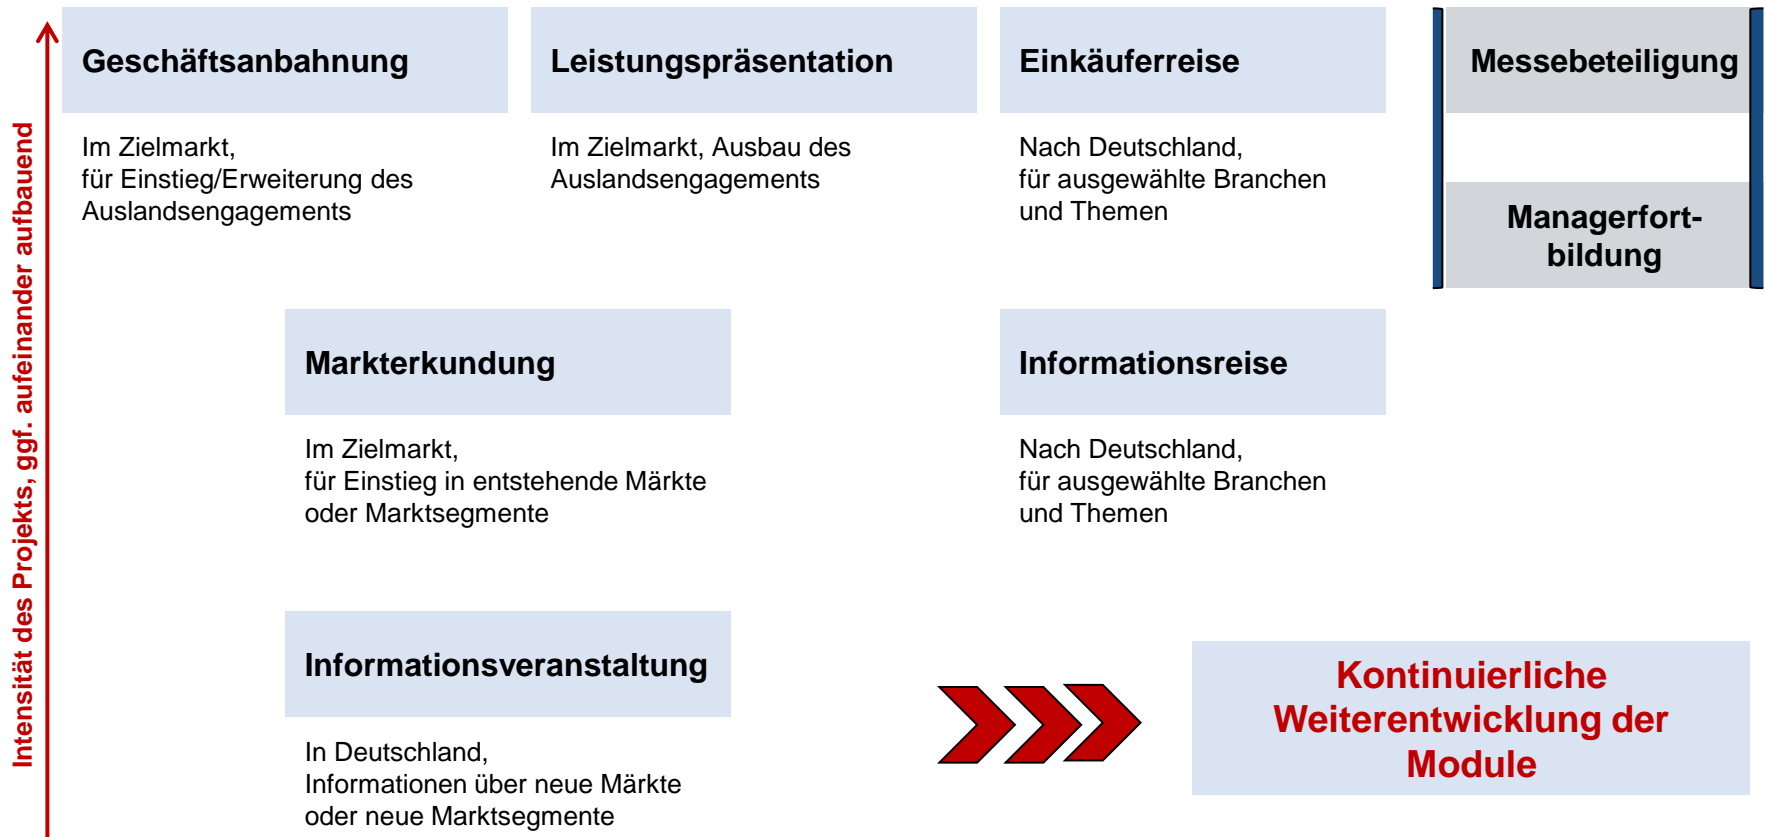 Intensität des Projekts, ggf. aufeinander aufbauend
Geschäftsanbahnung
Im Zielmarkt,
für Einstieg/Erweiterung des
Auslandsengagements
Leistungspräsentation
Im Zielmarkt, Ausbau des
Auslandsengagements
Einkäuferreise
Nach Deutschland,
für ausgewählte Branchen
und Themen
Messebeteiligung
Managerfort-
bildung
Markterkundung
Im Zielmarkt,
für Einstieg in entstehende Märkte
oder Marktsegmente
Informationsreise
Nach Deutschland,
für ausgewählte Branchen
und Themen
Informationsveranstaltung
In Deutschland,
Informationen über neue Märkte
oder neue Marktsegmente
Kontinuierliche
Weiterentwicklung der
Module